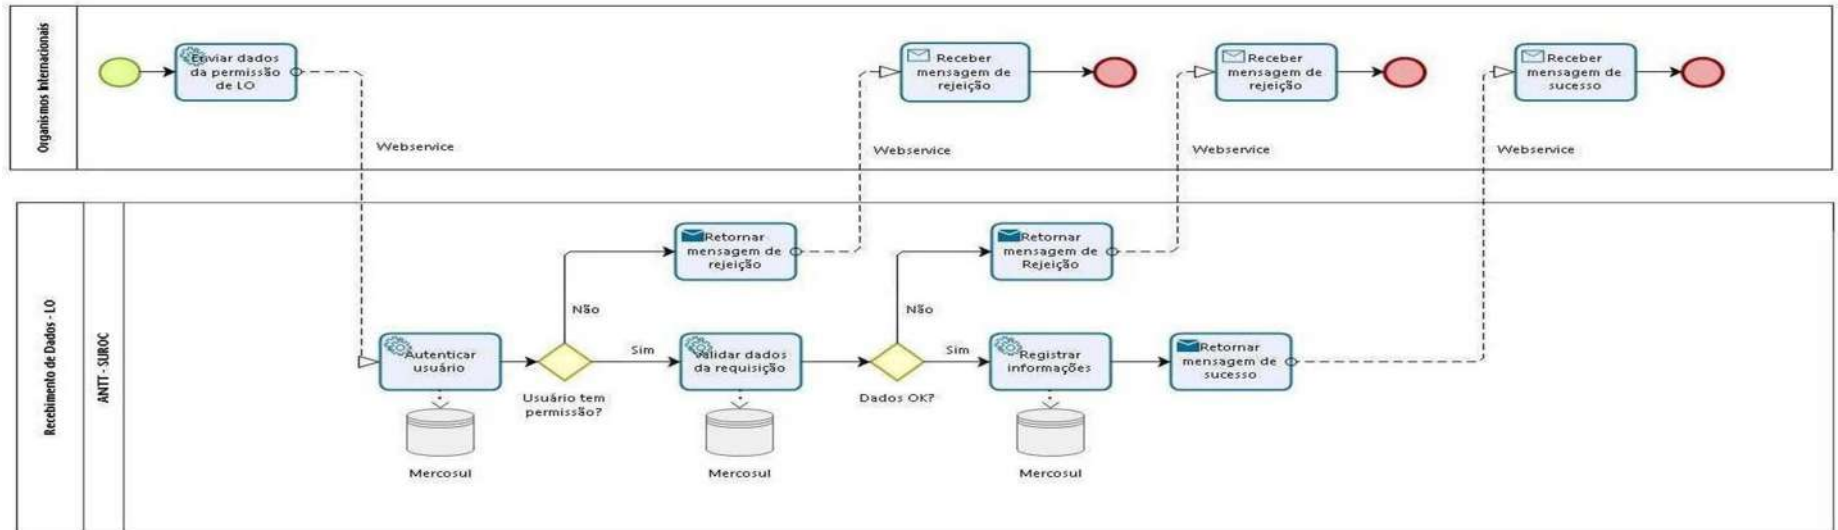 Organismos Internacionais
Enviar dados
da permissão
de LO
Webservice
Receber
mensagem de
rejeição
Webservice
Receber
mensagem de
rejeição
Webservice
Receber
mensagem de
sucesso
Webservice
Recebimento de Dados - LO
ANTT - SUROC
Autenticar
usuário
Mercosul
Usuário tem
permissão?
Não
Retornar
mensagem de
rejeição
Sim
Validar dados
da requisição
Mercosul
Dados OK?
Não
Retornar
mensagem de
Rejeição
Sim
Registrar
informações
Mercosul
Retornar
mensagem de
sucesso